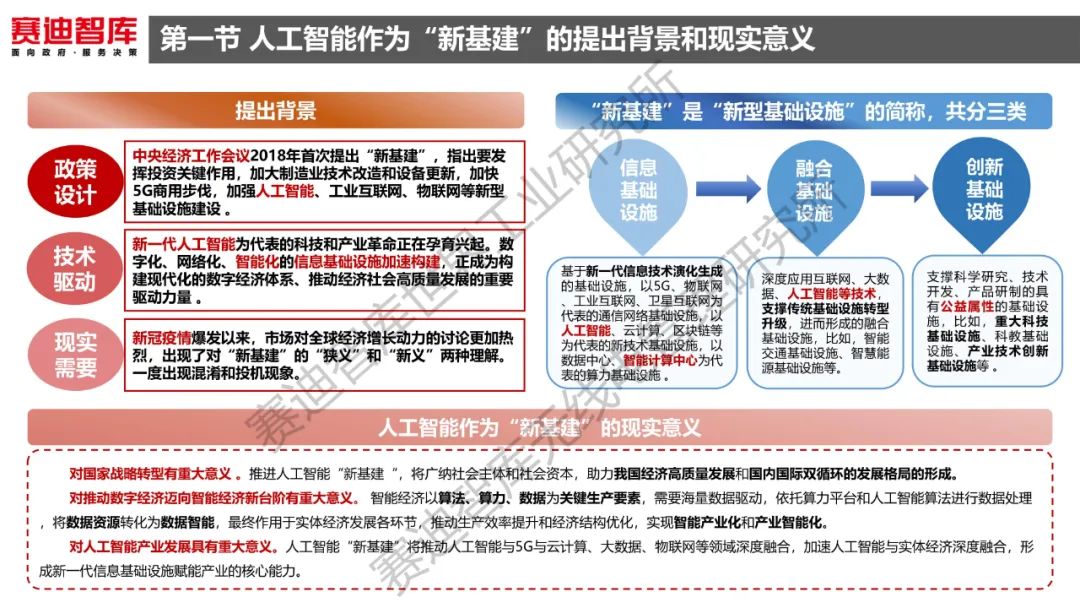 赛迪智库
面向政府·服务决策
第一节 人工智能作为“新基建”的提出背景和现实意义
提出背景
政策
设计
中央经济工作会议2018年首次提出“新基建”，指出要发
挥投资关键作用，加大制造业技术改造和设备更新，加快
5G商用步伐，加强人工智能、工业互联网、物联网等新型
基础设施建设 。
技术
驱动
新一代人工智能为代表的科技和产业革命正在孕育兴起。数
字化、网络化、智能化的信息基础设施加速构建，正成为构
建现代化的数字经济体系、推动经济社会高质量发展的重要
驱动力量 。
现实
需要
新冠疫情爆发以来，市场对全球经济增长动力的讨论更加热
烈，出现了对“新基建”的“狭义”和“新义”两种理解。
一度出现混淆和投机现象。
“新基建”是“新型基础设施”的简称，共分三类
信息
基础
设施
融合
基础
设施
创新
基础
设施
基于新一代信息技术演化生成
的基础设施，以5G、物联网
、工业互联网、卫星互联网为
代表的通信网络基础设施，以
人工智能、云计算、区块链等
为代表的新技术基础设施，以
数据中心、智能计算中心为代
表的算力基础设施 。
深度应用互联网、大数
据、人工智能等技术，
支撑传统基础设施转型
升级，进而形成的融合
基础设施，比如，智能
交通基础设施、智慧能
源基础设施等。
支撑科学研究、技术
开发、产品研制的具
有公益属性的基础设
施，比如，重大科技
基础设施、科教基础
设施、产业技术创新
基础设施等 。
人工智能作为“新基建”的现实意义
对国家战略转型有重大意义 。推进人工智能“新基建 “，将广纳社会主体和社会资本，助力我国经济高质量发展和国内国际双循环的发展格局的形成。
对推动数字经济迈向智能经济新台阶有重大意义。 智能经济以算法、算力、数据为关键生产要素，需要海量数据驱动，依托算力平台和人工智能算法进行数据处理
，将数据资源转化为数据智能，最终作用于实体经济发展各环节，推动生产效率提升和经济结构优化，实现智能产业化和产业智能化。
对人工智能产业发展具有重大意义。人工智能“新基建”将推动人工智能与5G与云计算、大数据、物联网等领域深度融合，加速人工智能与实体经济深度融合，形
成新一代信息基础设施赋能产业的核心能力。